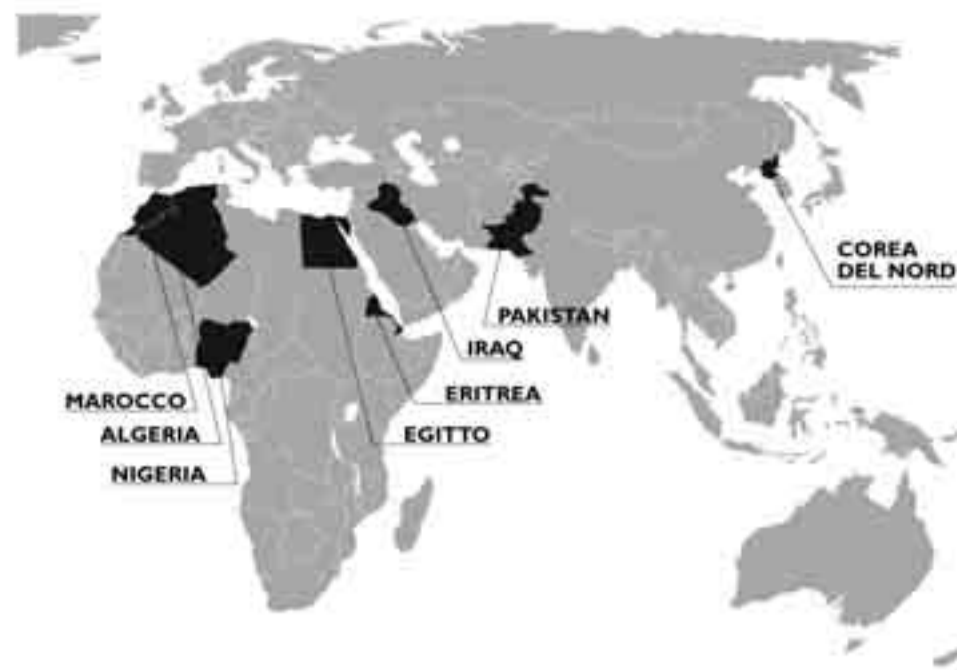 COREA
DEL NORD
PAKISTAN
IRAQ
ERITREA
EGITTO
MAROCCO
ALGERIA
NIGERIA